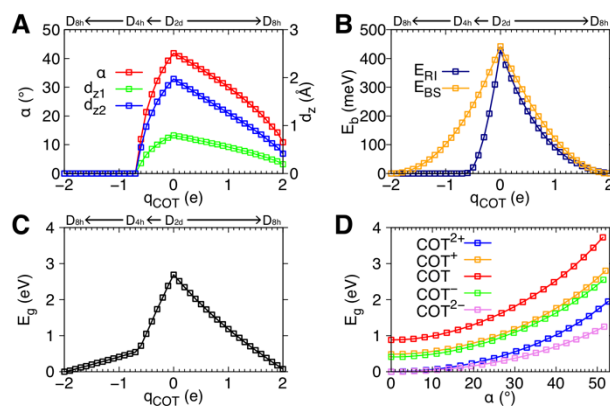 A
D8h
D4h
D2d
D8h
α (°)
50
40
30
20
10
0
α
dz1
dz2
3
2
1
0
dz (Å)
-2
-1
0
1
2
qCOT (e)
B
D8h
D4h
D2d
D8h
Eb (meV)
500
400
300
200
100
0
ERI
EBS
-2
-1
0
1
2
qCOT (e)
C
D8h
D4h
D2d
D8h
Eg (eV)
4
3
2
1
0
-2
-1
0
1
2
qCOT (e)
D
Eg (eV)
4
3
2
1
0
COT2+
COT+
COT
COT−
COT2−
0
10
20
30
40
50
α (°)